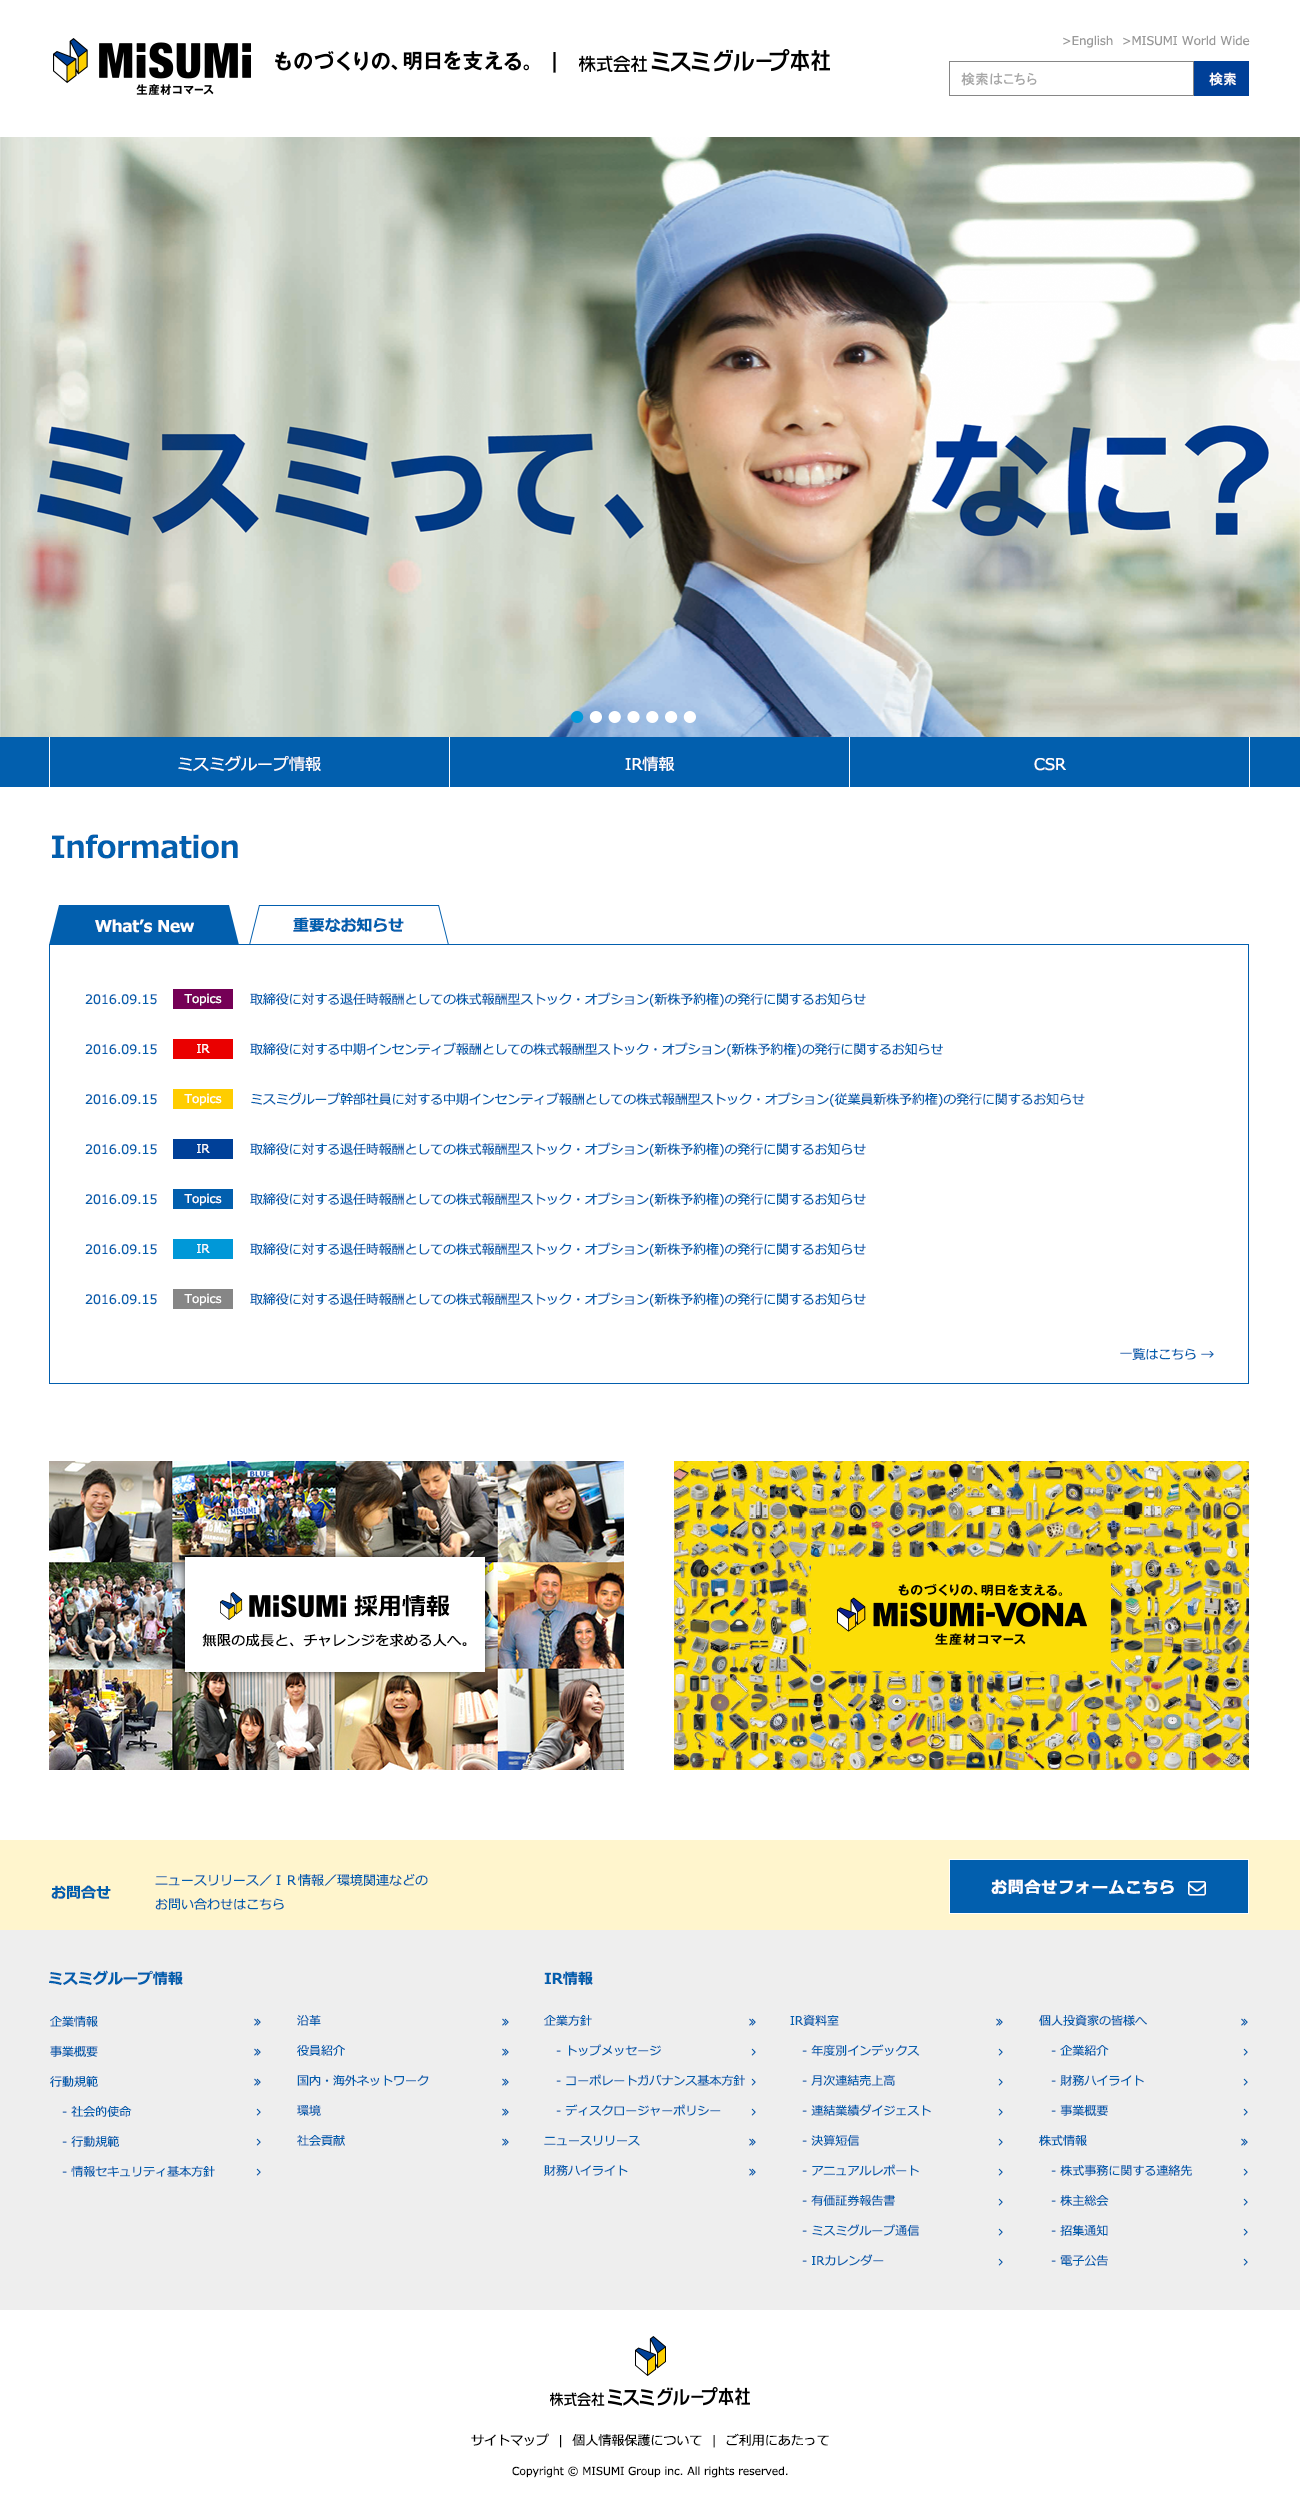 MiSUMi
生産材コマース
ものづくりの、明日を支える。 | 株式会社ミスミグループ本社
>English >MISUMI World Wide
検索はこちら 検索
ミスミって、なに?
ミスミグループ情報 IR情報 CSR
Information
What's New 重要なお知らせ
2016.09.15 Topics 取締役に対する退任時報酬としての株式報酬型ストック・オプション(新株予約権)の発行に関するお知らせ
2016.09.15 IR 取締役に対する中期インセンティブ報酬としての株式報酬型ストック・オプション(新株予約権)の発行に関するお知らせ
2016.09.15 Topics ミスミグループ幹部社員に対する中期インセンティブ報酬としての株式報酬型ストック・オプション(従業員新株予約権)の発行に関するお知らせ
2016.09.15 IR 取締役に対する退任時報酬としての株式報酬型ストック・オプション(新株予約権)の発行に関するお知らせ
2016.09.15 Topics 取締役に対する退任時報酬としての株式報酬型ストック・オプション(新株予約権)の発行に関するお知らせ
2016.09.15 IR 取締役に対する退任時報酬としての株式報酬型ストック・オプション(新株予約権)の発行に関するお知らせ
2016.09.15 Topics 取締役に対する退任時報酬としての株式報酬型ストック・オプション(新株予約権)の発行に関するお知らせ
一覧はこちら →
BLUE
MISUMI
MiSUMi 採用情報
無限の成長と、チャレンジを求める人へ。
ものづくりの、明日を支える。
MiSUMi-VONA
生産材コマース
お問合せ
ニュースリリース/IR情報/環境関連などの
お問い合わせはこちら
お問合せフォームこちら
ミスミグループ情報
企業情報
事業概要
行動規範
- 社会的使命
- 行動規範
- 情報セキュリティ基本方針
沿革
役員紹介
国内・海外ネットワーク
環境
社会貢献
IR情報
企業方針
- トップメッセージ
- コーポレートガバナンス基本方針
- ディスクロージャーポリシー
ニュースリリース
財務ハイライト
IR資料室
- 年度別インデックス
- 月次連結売上高
- 連結業績ダイジェスト
- 決算短信
- アニュアルレポート
- 有価証券報告書
- ミスミグループ通信
- IRカレンダー
個人投資家の皆様へ
- 企業紹介
- 財務ハイライト
- 事業概要
株式情報
- 株式事務に関する連絡先
- 株主総会
- 招集通知
- 電子公告
株式会社ミスミグループ本社
サイトマップ | 個人情報保護について | ご利用にあたって
Copyright © MISUMI Group inc. All rights reserved.